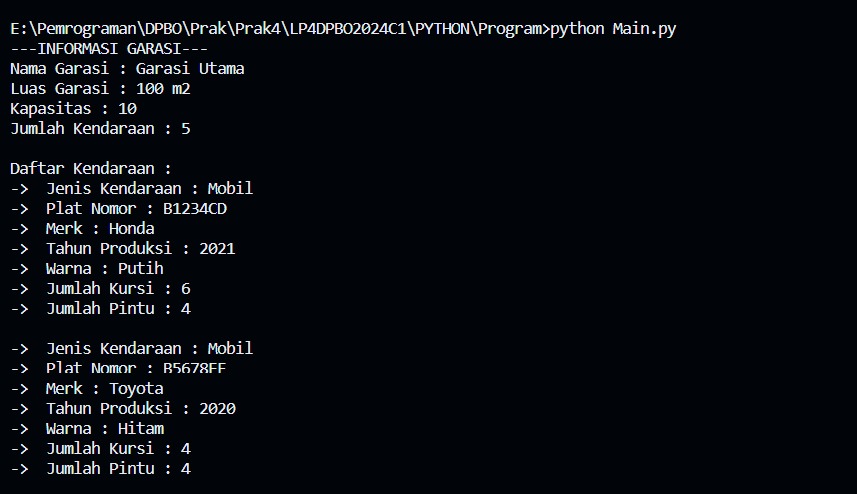 E:\Pemrograman\DPBO\Prak\Prak4\LP4DPBO2024C1\PYTHON\Program>python Main.py
---INFORMASI GARASI---
Nama Garasi : Garasi Utama
Luas Garasi : 100 m2
Kapasitas : 10
Jumlah Kendaraan : 5
Daftar Kendaraan :
->  Jenis Kendaraan : Mobil
->  Plat Nomor : B1234CD
->  Merk : Honda
->  Tahun Produksi : 2021
->  Warna : Putih
->  Jumlah Kursi : 6
->  Jumlah Pintu : 4
->  Jenis Kendaraan : Mobil
->  Plat Nomor :
->  Merk : Toyota
->  Tahun Produksi : 2020
->  Warna : Hitam
->  Jumlah Kursi : 4
->  Jumlah Pintu : 4